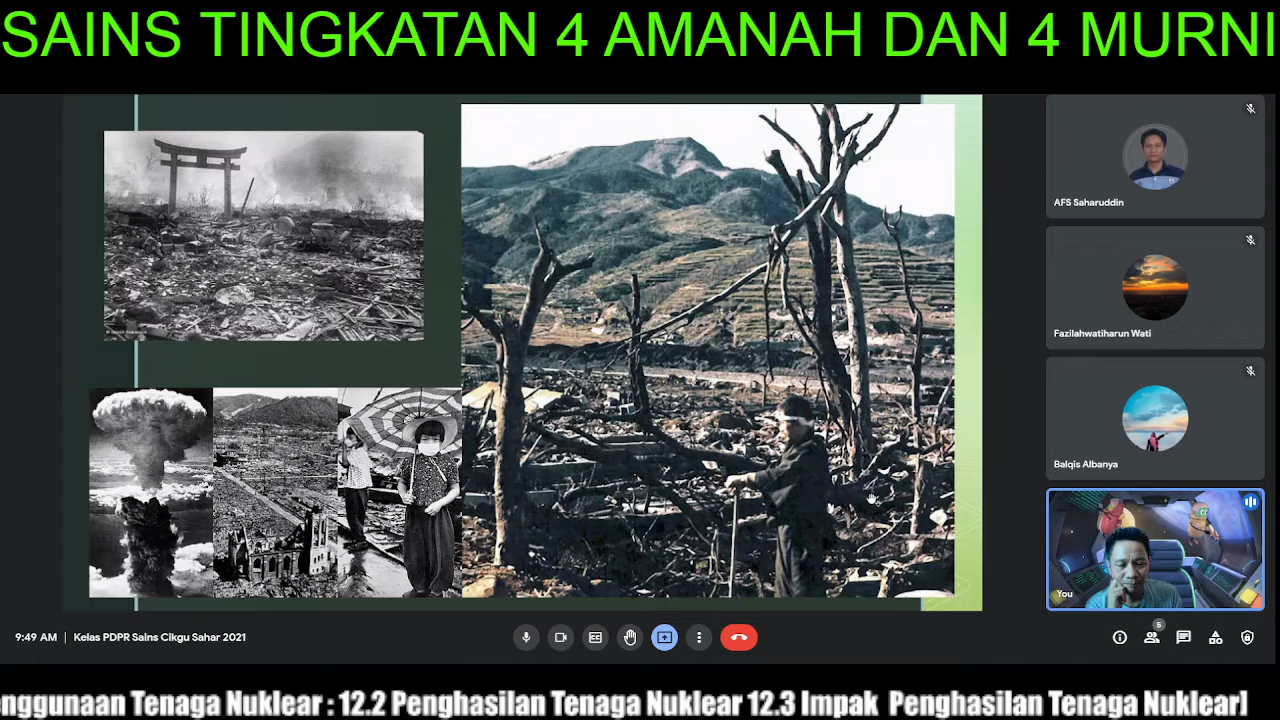 SAINS TINGKATAN 4 AMANAH DAN 4 MURNI
AFS Saharuddin
Fazilahwatiharun Wati
Balqis Albanya
You
9:49 AM | Kelas PDPR Sains Cikgu Sahar 2021
5
nggunaan Tenaga Nuklear : 12.2 Penghasilan Tenaga Nuklear 12.3 Impak Penghasilan Tenaga Nuklear]